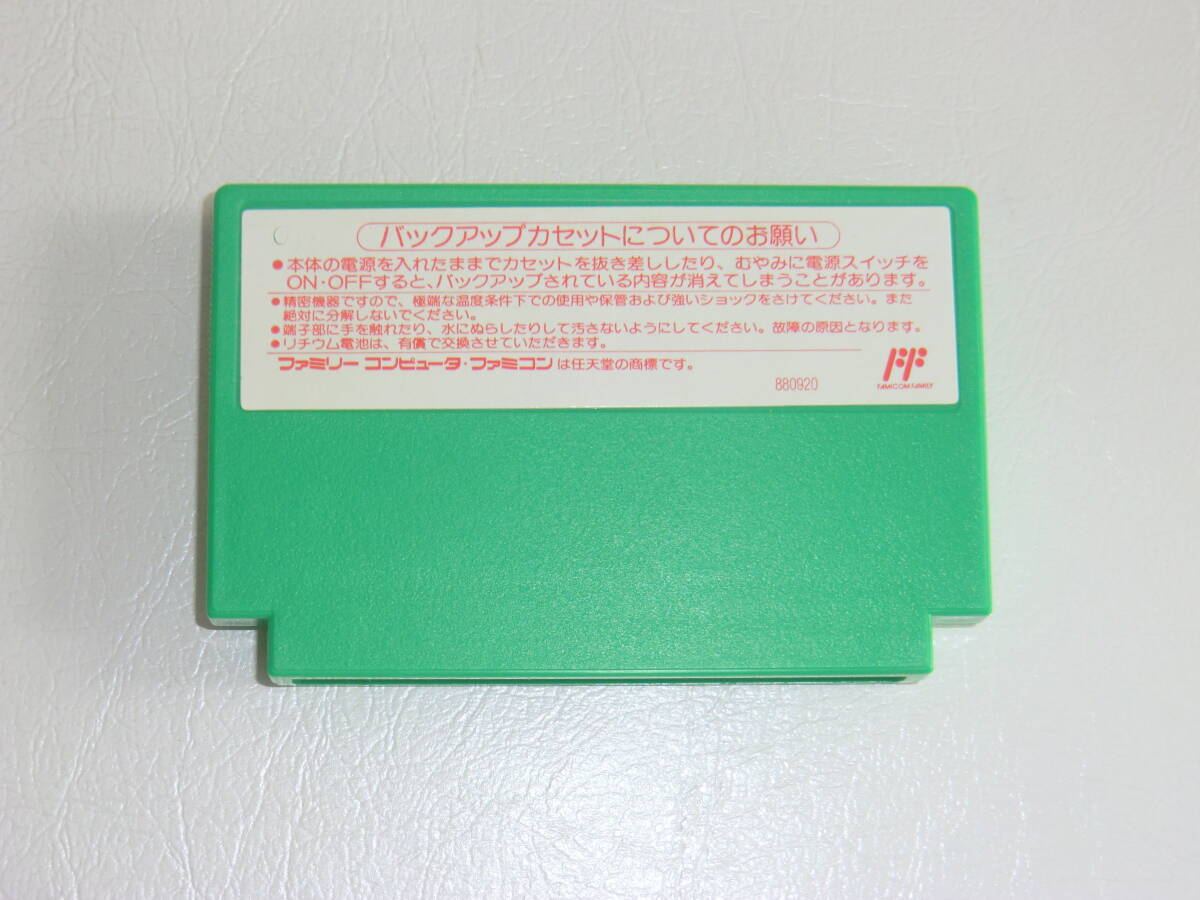 バックアップカセットについてのお願い
●本体の電源を入れたままでカセットを抜き差ししたり、むやみに電源スイッチを
ON・OFFすると、バックアップされている内容が消えてしまうことがあります。
●精密機器ですので、極端な温度条件下での使用や保管および強いショックをさけてください。また
絶対に分解しないでください。
●端子部に手を触れたり、水にぬらしたりして汚さないようにしてください。故障の原因となります。
●リチウム電池は、有償で交換させていただきます。
ファミリー コンピュータ・ファミコン は任天堂の商標です。
880920
FAMICOM FAMILY